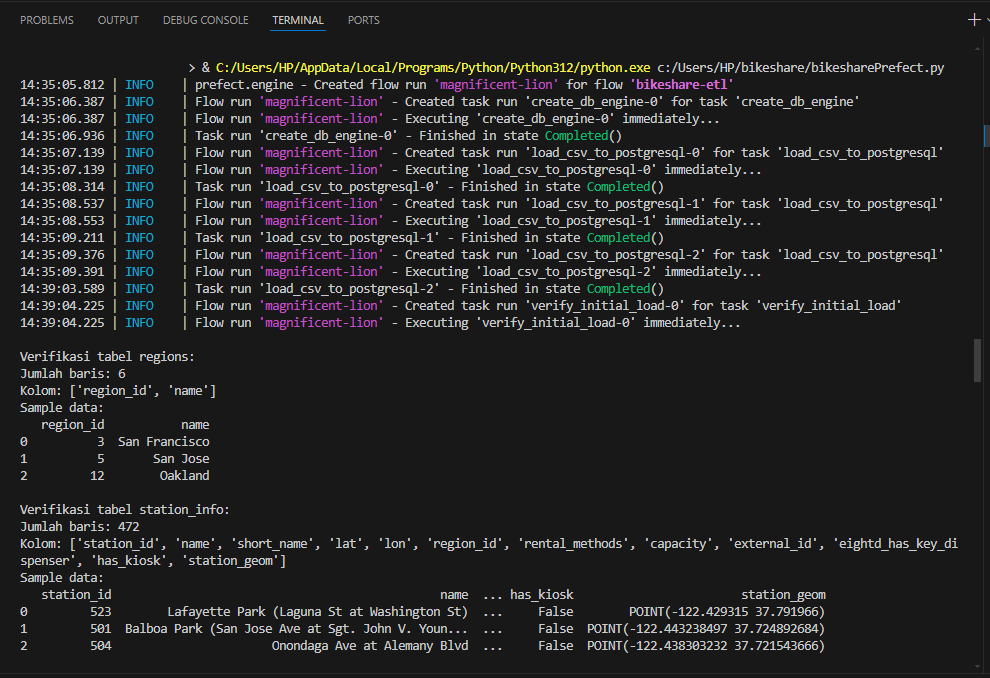 PROBLEMS OUTPUT DEBUG CONSOLE TERMINAL PORTS
> & C:/Users/HP/AppData/Local/Programs/Python/Python312/python.exe c:/Users/HP/bikeshare/bikesharePrefect.py
14:35:05.812 | INFO    | prefect.engine - Created flow run 'magnificent-lion' for flow 'bikeshare-etl'
14:35:06.387 | INFO    | Flow run 'magnificent-lion' - Created task run 'create_db_engine-0' for task 'create_db_engine'
14:35:06.387 | INFO    | Flow run 'magnificent-lion' - Executing 'create_db_engine-0' immediately...
14:35:06.936 | INFO    | Task run 'create_db_engine-0' - Finished in state Completed()
14:35:07.139 | INFO    | Flow run 'magnificent-lion' - Created task run 'load_csv_to_postgresql-0' for task 'load_csv_to_postgresql'
14:35:07.139 | INFO    | Flow run 'magnificent-lion' - Executing 'load_csv_to_postgresql-0' immediately...
14:35:08.314 | INFO    | Task run 'load_csv_to_postgresql-0' - Finished in state Completed()
14:35:08.537 | INFO    | Flow run 'magnificent-lion' - Created task run 'load_csv_to_postgresql-1' for task 'load_csv_to_postgresql'
14:35:08.553 | INFO    | Flow run 'magnificent-lion' - Executing 'load_csv_to_postgresql-1' immediately...
14:35:09.211 | INFO    | Task run 'load_csv_to_postgresql-1' - Finished in state Completed()
14:35:09.376 | INFO    | Flow run 'magnificent-lion' - Created task run 'load_csv_to_postgresql-2' for task 'load_csv_to_postgresql'
14:35:09.391 | INFO    | Flow run 'magnificent-lion' - Executing 'load_csv_to_postgresql-2' immediately...
14:39:03.589 | INFO    | Task run 'load_csv_to_postgresql-2' - Finished in state Completed()
14:39:04.225 | INFO    | Flow run 'magnificent-lion' - Created task run 'verify_initial_load-0' for task 'verify_initial_load'
14:39:04.225 | INFO    | Flow run 'magnificent-lion' - Executing 'verify_initial_load-0' immediately...
Verifikasi tabel regions:
Jumlah baris: 6
Kolom: ['region_id', 'name']
Sample data:
region_id name
0 3 San Francisco
1 5 San Jose
2 12 Oakland
Verifikasi tabel station_info:
Jumlah baris: 472
Kolom: ['station_id', 'name', 'short_name', 'lat', 'lon', 'region_id', 'rental_methods', 'capacity', 'external_id', 'eightd_has_key_di
spenser', 'has_kiosk', 'station_geom']
Sample data:
station_id name ... has_kiosk station_geom
0 523 Lafayette Park (Laguna St at Washington St) ... False POINT(-122.429315 37.791966)
1 501 Balboa Park (San Jose Ave at Sgt. John V. Youn... ... False POINT(-122.443238497 37.724892684)
2 504 Onondaga Ave at Alemany Blvd ... False POINT(-122.438303232 37.721543666)